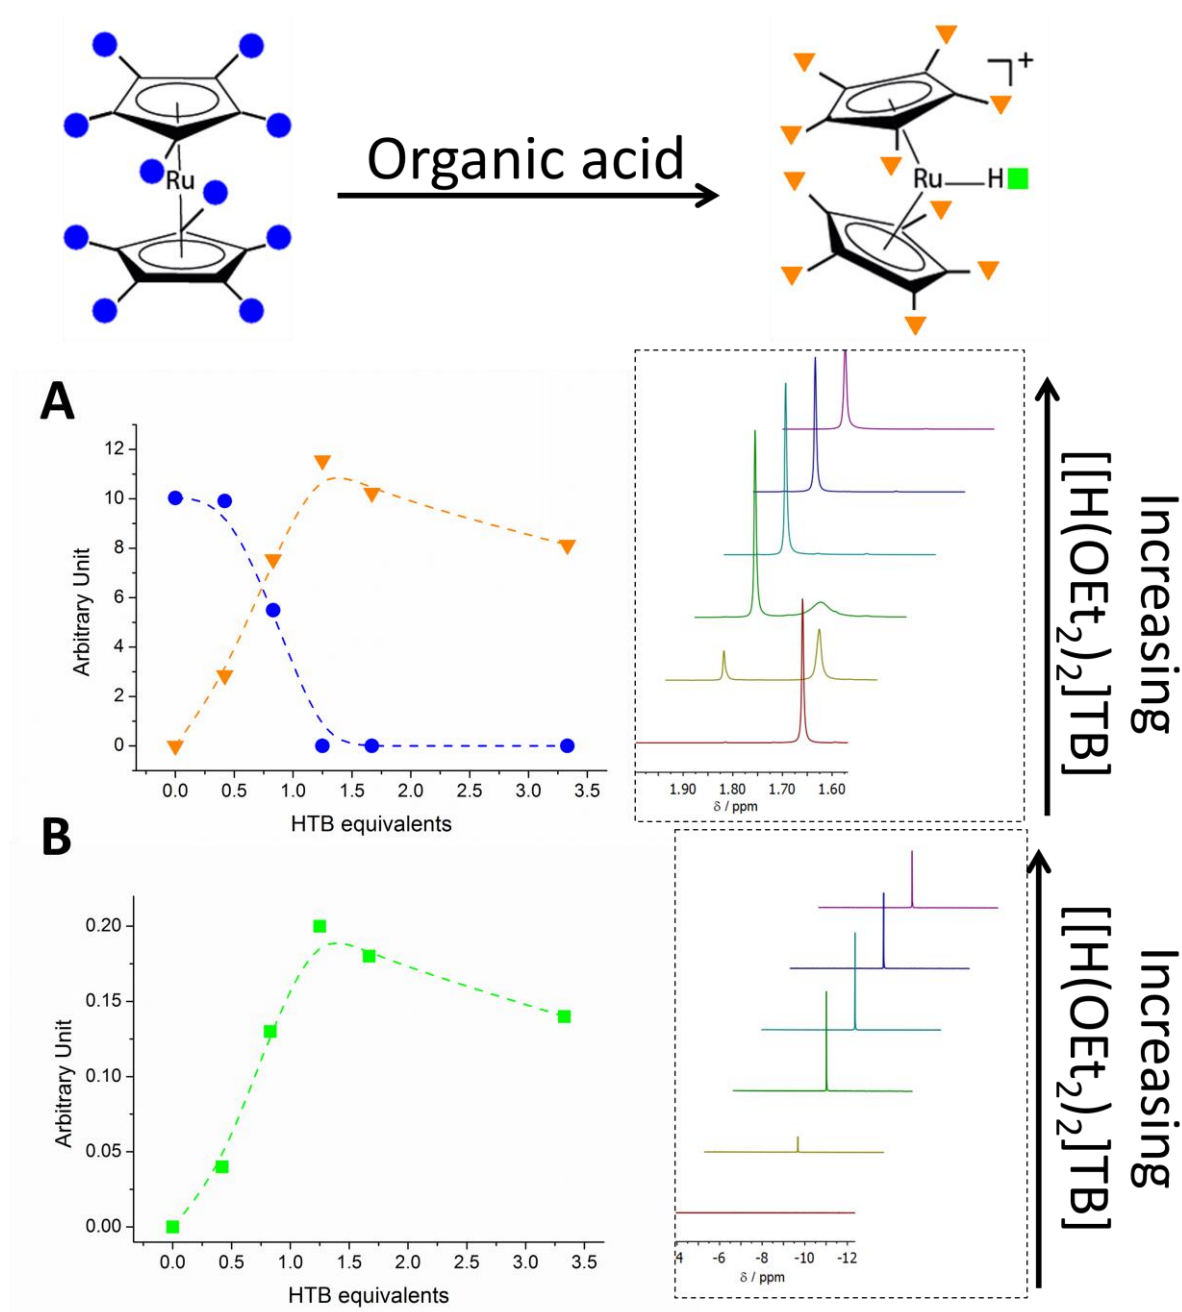 Ru
Organic acid
+
Ru
H
A
12
10
8
6
4
2
0
Arbitrary Unit
0.0 0.5 1.0 1.5 2.0 2.5 3.0 3.5
HTB equivalents
1.90 1.80 1.70 1.60
δ / ppm
Increasing
[[H(OEt₂)₂]TB]
B
0.20
0.15
0.10
0.05
0.00
Arbitrary Unit
0.0 0.5 1.0 1.5 2.0 2.5 3.0 3.5
HTB equivalents
4 -6 -8 -10 -12
δ / ppm
Increasing
[[H(OEt₂)₂]TB]